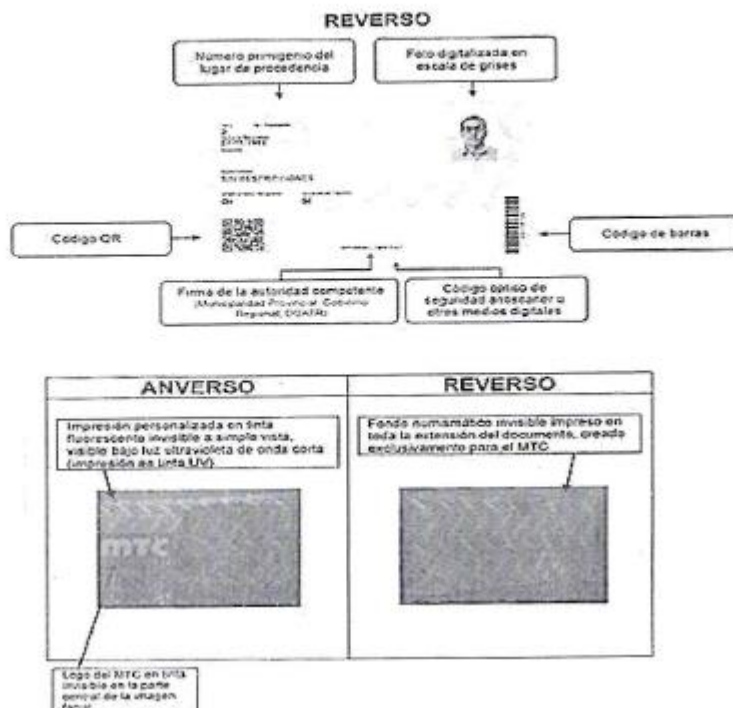 REVERSO
Número primigenio del
lugar de procedencia
Foto digitalizada en
escala de grises
Código QR
Código de barras
Firma de la autoridad competente
(Municipalidad Provincial, Gobierno
Regional, DGATR)
Código óptico de
seguridad antiscaner u
otros medios digitales
ANVERSO
REVERSO
Impresión personalizada en tinta
fluorescente invisible a simple vista,
visible bajo luz ultravioleta de onda corta
(impresión en tinta UV)
Fondo numismático invisible impreso en
toda la extensión del documento, creado
exclusivamente para el MTC
mTC
Logo del MTC en tinta
invisible en la parte
central de la imagen